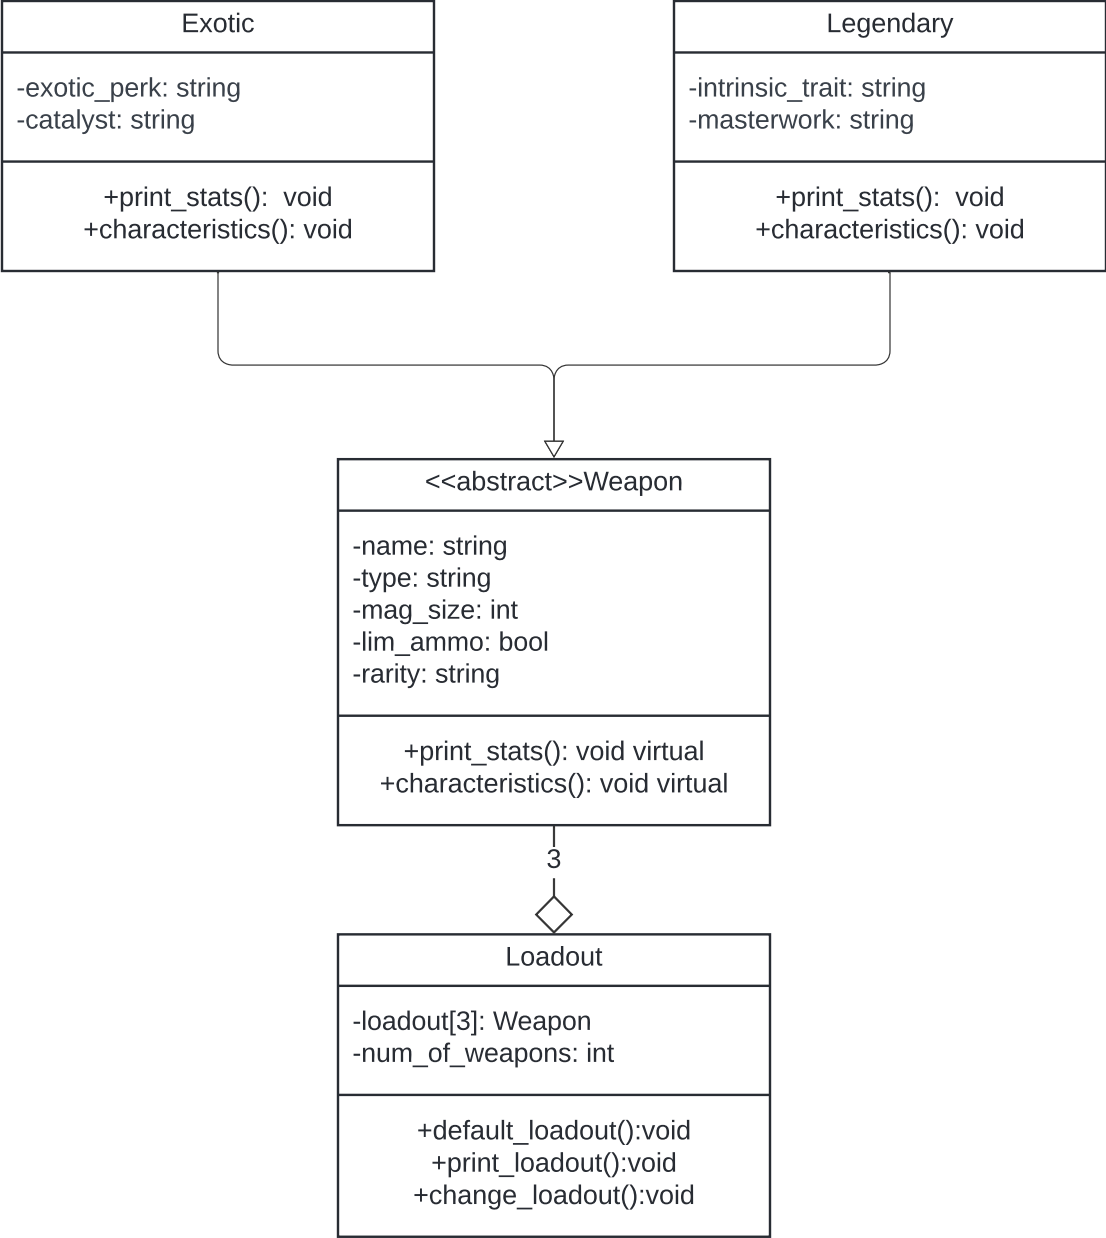 Exotic
-exotic_perk: string
-catalyst: string
+print_stats():  void
+characteristics(): void
Legendary
-intrinsic_trait: string
-masterwork: string
+print_stats():  void
+characteristics(): void
<<abstract>>Weapon
-name: string
-type: string
-mag_size: int
-lim_ammo: bool
-rarity: string
+print_stats(): void virtual
+characteristics(): void virtual
3
Loadout
-loadout[3]: Weapon
-num_of_weapons: int
+default_loadout():void
+print_loadout():void
+change_loadout():void